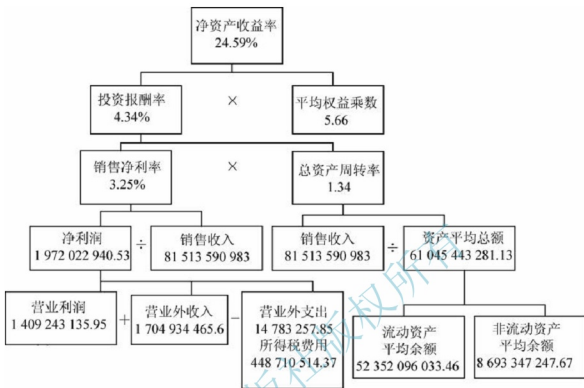 净资产收益率
24.59%
投资报酬率
4.34%
×
平均权益乘数
5.66
销售净利率
3.25%
×
总资产周转率
1.34
净利润
1 972 022 940.53
÷
销售收入
81 513 590 983
销售收入
81 513 590 983
÷
资产平均总额
61 045 443 281.13
营业利润
1 409 243 135.95
+
营业外收入
1 704 934 465.6
−
营业外支出
14 783 257.85
所得税费用
448 710 514.37
流动资产
平均余额
52 352 096 033.46
非流动资产
平均余额
8 693 347 247.67
版权所有